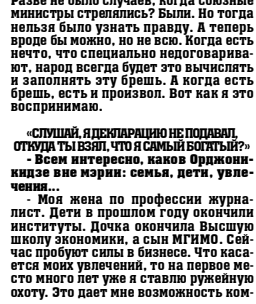 Разве не было случаев, когда союзные
министры стрелялись? Были. Но тогда
нельзя было узнать правду. А теперь
вроде бы можно, но не всю. Когда есть
нечто, что специально недоговарива-
ют, народ всегда будет это вычислять
и заполнять эту брешь. А когда есть
брешь, есть и произвол. Вот как я это
воспринимаю.
«СЛУШАЙ, Я ДЕКЛАРАЦИЮ НЕ ПОДАВАЛ,
ОТКУДА ТЫ ВЗЯЛ, ЧТО Я САМЫЙ БОГАТЫЙ?»
- Всем интересно, каков Орджони-
кидзе вне мэрии: семья, дети, увле-
чения...
- Моя жена по профессии журна-
лист. Дети в прошлом году окончили
институты. Дочка окончила Высшую
школу экономики, а сын МГИМО. Сей-
час пробуют силы в бизнесе. Что каса-
ется моих увлечений, то на первое ме-
сто много лет уже я ставлю ружейную
охоту. Это дает мне возможность ком-